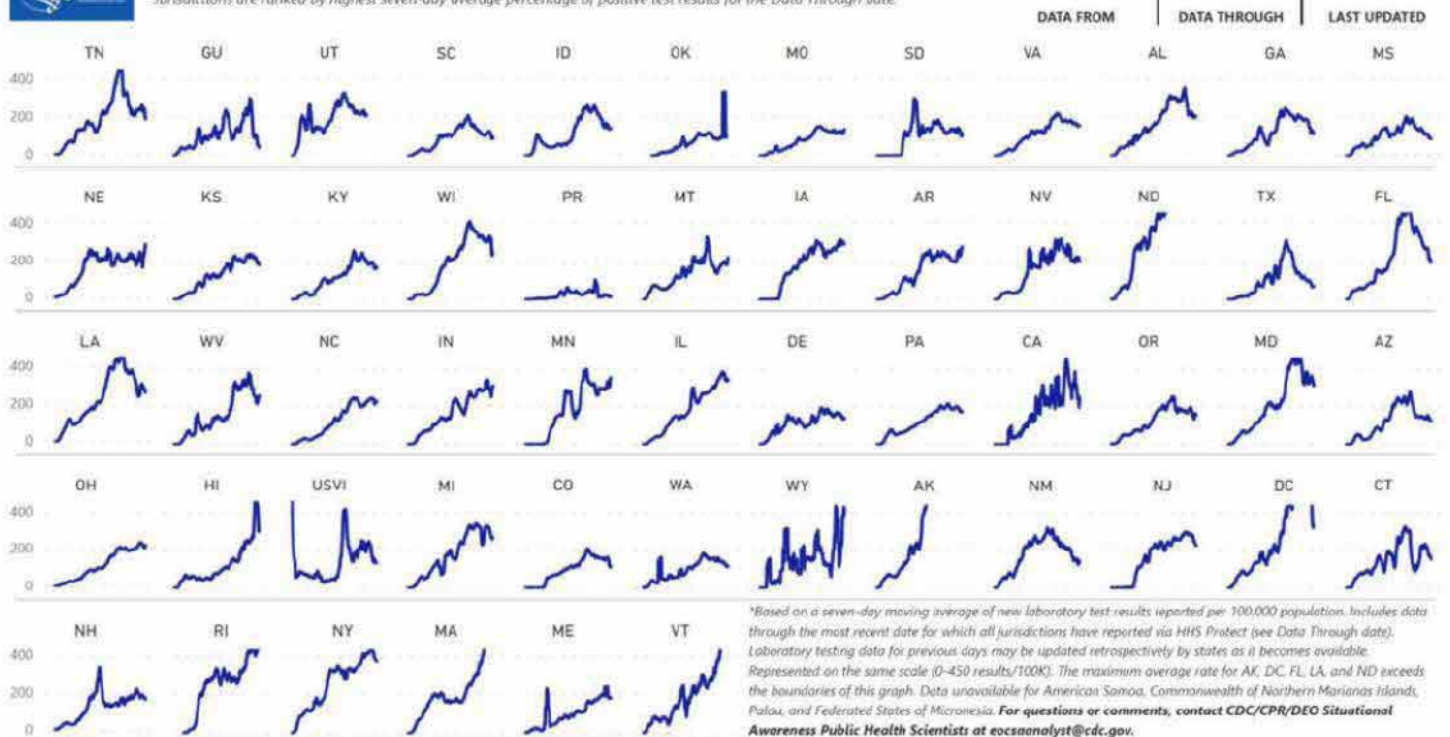 Jurisdictions are ranked by highest seven-day average percentage of positive test results for the Data Through date.
DATA FROM DATA THROUGH LAST UPDATED
TN GU UT SC ID OK MO SD VA AL GA MS
400
200
0
NE KS KY WI PR MT IA AR NV ND TX FL
400
200
0
LA WV NC IN MN IL DE PA CA OR MD AZ
400
200
0
OH HI USVI MI CO WA WY AK NM NJ DC CT
400
200
0
NH RI NY MA ME VT
400
200
0
*Based on a seven-day moving average of new laboratory test results reported per 100,000 population. Includes data
through the most recent date for which all jurisdictions have reported via HHS Protect (see Data Through date).
Laboratory testing data for previous days may be updated retrospectively by states as it becomes available.
Represented on the same scale (0-450 results/100K). The maximum average rate for AK, DC, FL, LA, and ND exceeds
the boundaries of this graph. Data unavailable for American Samoa, Commonwealth of Northern Marianas Islands,
Palau, and Federated States of Micronesia. For questions or comments, contact CDC/CPR/DEO Situational
Awareness Public Health Scientists at eocsaanalyst@cdc.gov.